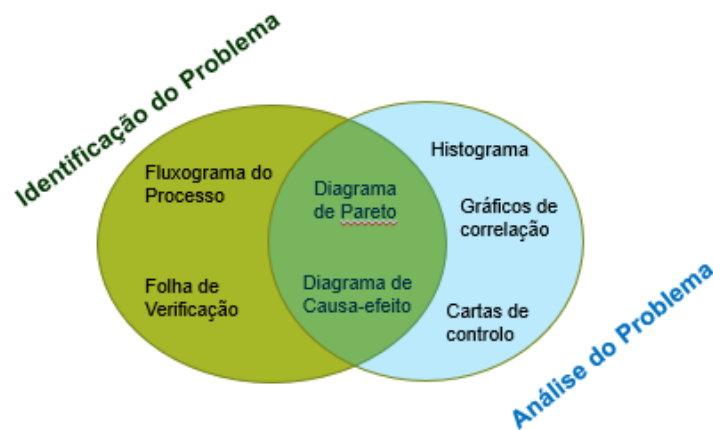 Identificação do Problema
Fluxograma do
Processo
Folha de
Verificação
Diagrama
de Pareto
Diagrama de
Causa-efeito
Histograma
Gráficos de
correlação
Cartas de
controlo
Análise do Problema